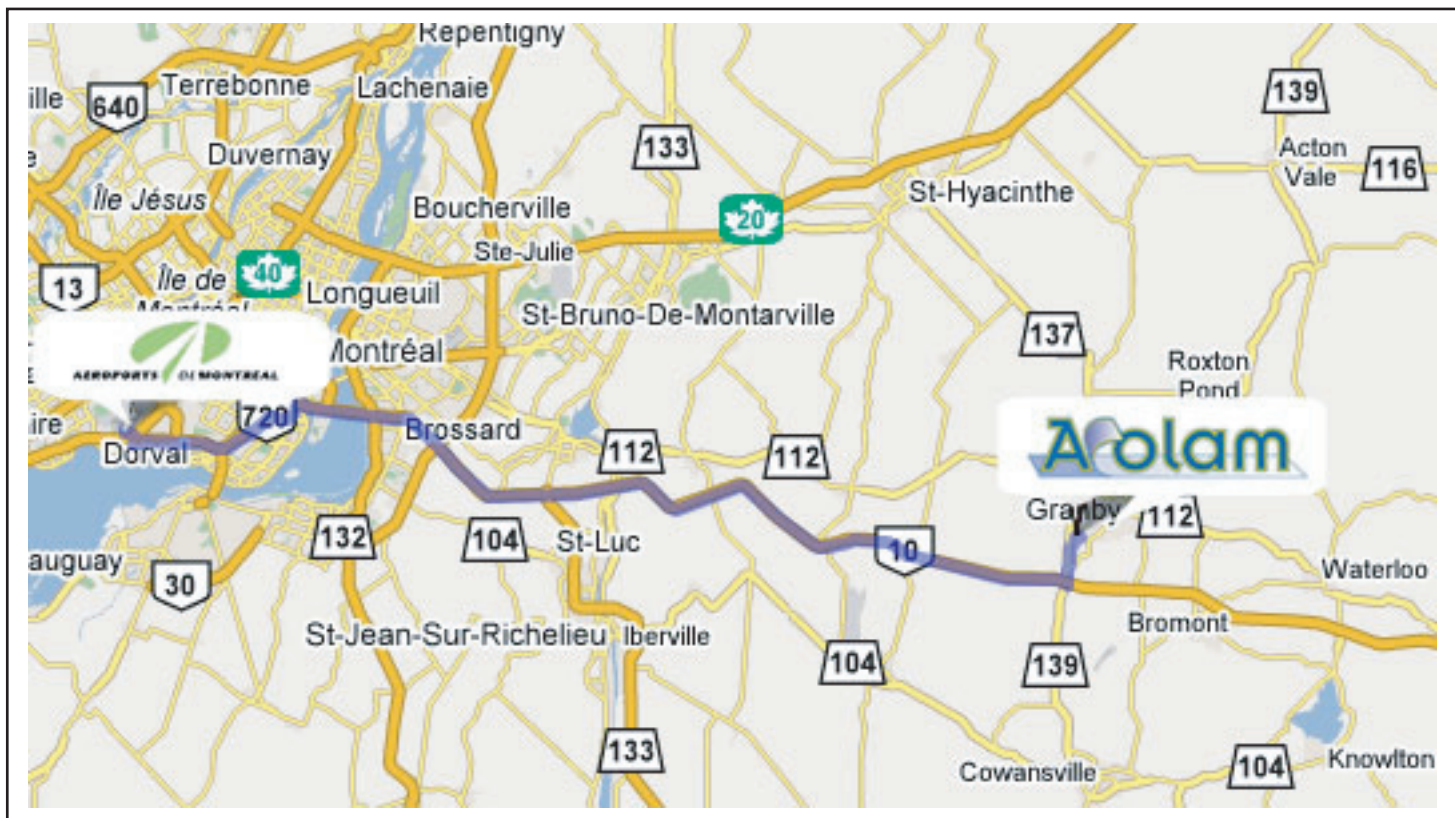 Repentigny
Terrebonne
Lachenaie
139
ille
640
133
Duvernay
Acton
Vale
116
St-Hyacinthe
Île Jésus
Boucherville
20
Ste-Julie
40
Île de
Montréal
13
Longueuil
St-Bruno-De-Montarville
137
Montréal
AEROPORTS DE MONTREAL
Roxton
Pond
aire
720
Brossard
Acolam
Dorval
112
112
Granby
112
132
104
St-Luc
10
auguay
30
Waterloo
Bromont
St-Jean-Sur-Richelieu
Iberville
104
139
133
Cowansville
104
Knowlton